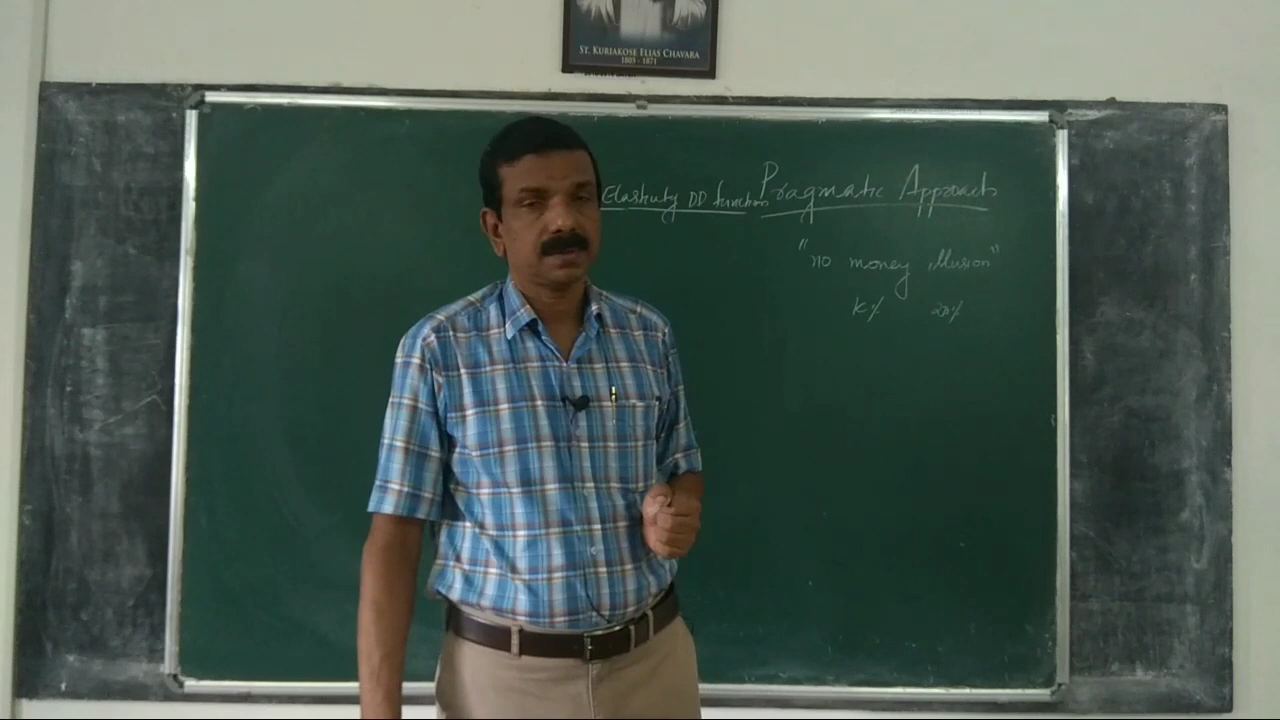 ST. KURIAKOSE ELIAS CHAVARA
1805 - 1871
Elasticity DD function Pragmatic Approach
"no money illusion"
K% 20%